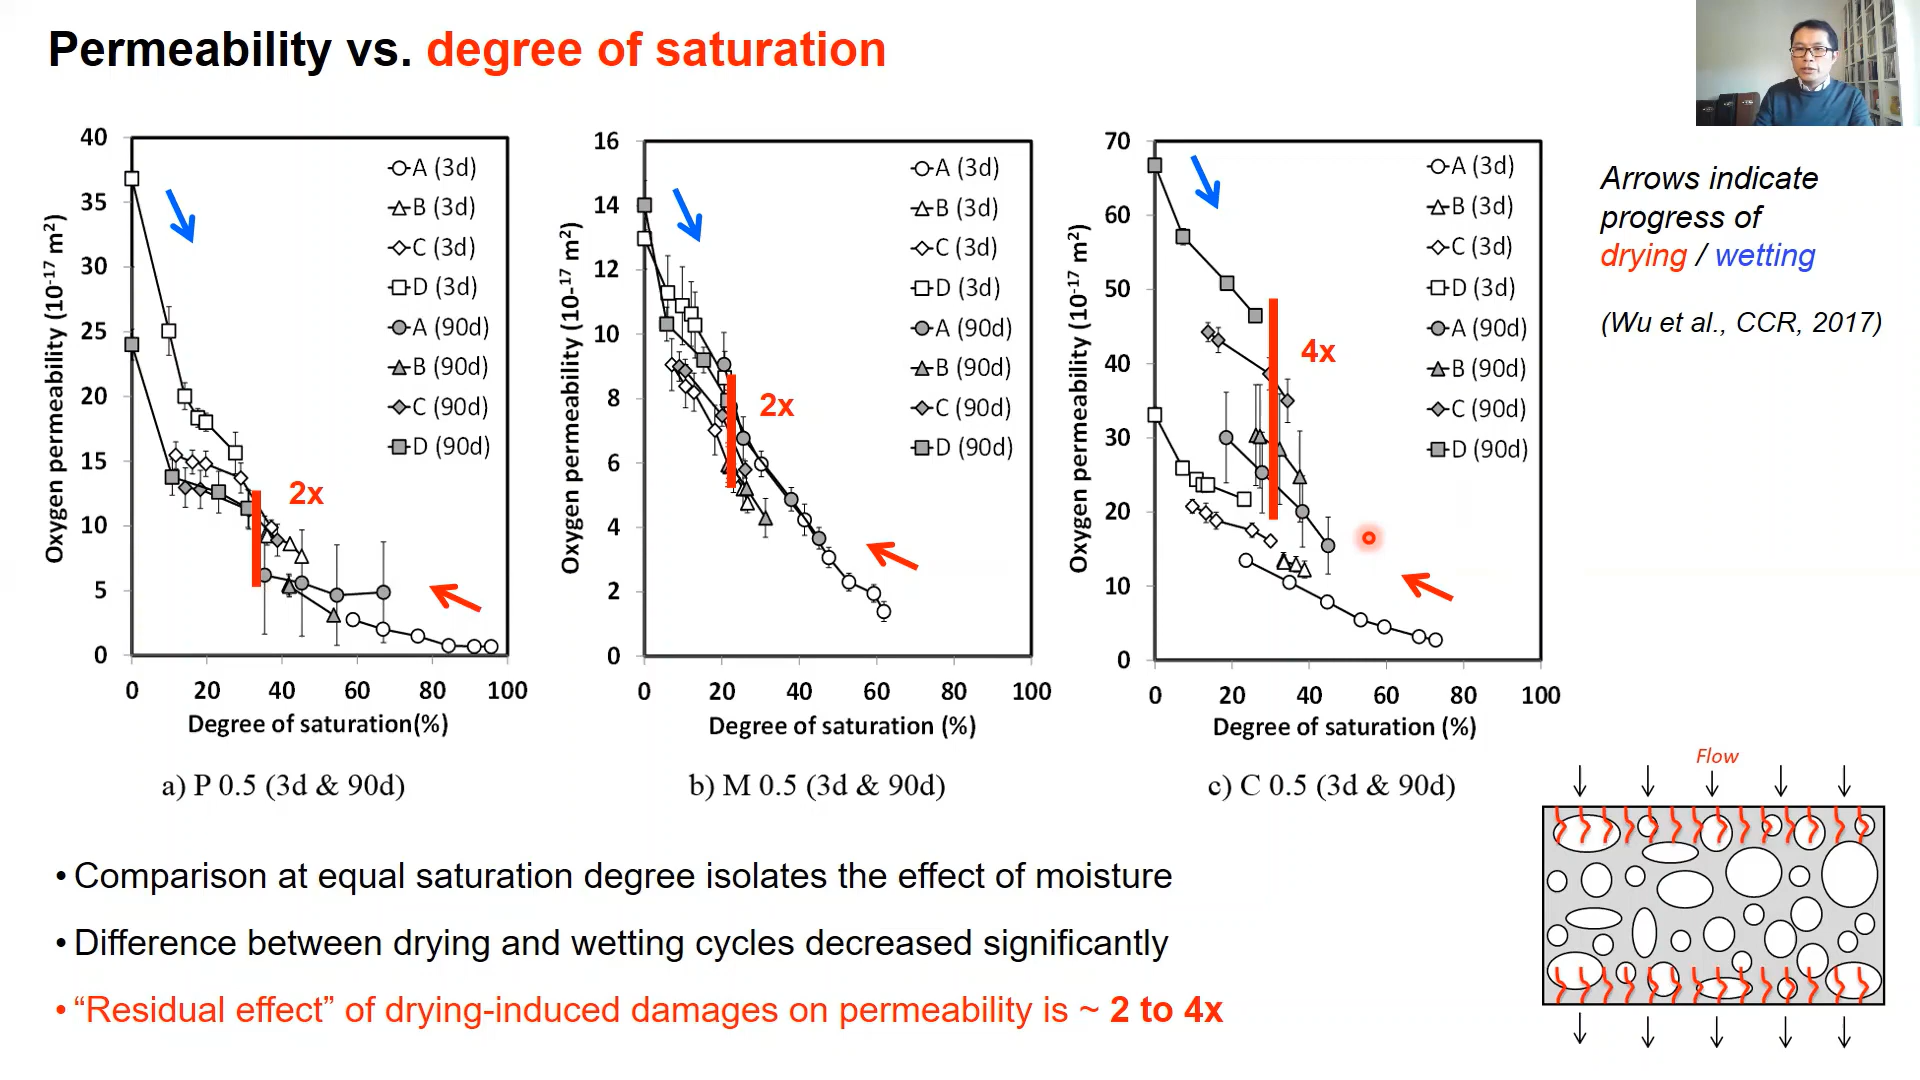 Permeability vs. degree of saturation
Arrows indicate
progress of
drying / wetting
(Wu et al., CCR, 2017)
Oxygen permeability (10-17 m2)
40
35
30
25
20
15
10
5
0
0 20 40 60 80 100
Degree of saturation(%)
A (3d)
B (3d)
C (3d)
D (3d)
A (90d)
B (90d)
C (90d)
D (90d)
2x
a) P 0.5 (3d & 90d)
Oxygen permeability (10-17 m2)
16
14
12
10
8
6
4
2
0
0 20 40 60 80 100
Degree of saturation (%)
A (3d)
B (3d)
C (3d)
D (3d)
A (90d)
B (90d)
C (90d)
D (90d)
2x
b) M 0.5 (3d & 90d)
Oxygen permeability (10-17 m2)
70
60
50
40
30
20
10
0
0 20 40 60 80 100
Degree of saturation (%)
A (3d)
B (3d)
C (3d)
D (3d)
A (90d)
B (90d)
C (90d)
D (90d)
4x
c) C 0.5 (3d & 90d)
Flow
• Comparison at equal saturation degree isolates the effect of moisture
• Difference between drying and wetting cycles decreased significantly
• “Residual effect” of drying-induced damages on permeability is ~ 2 to 4x